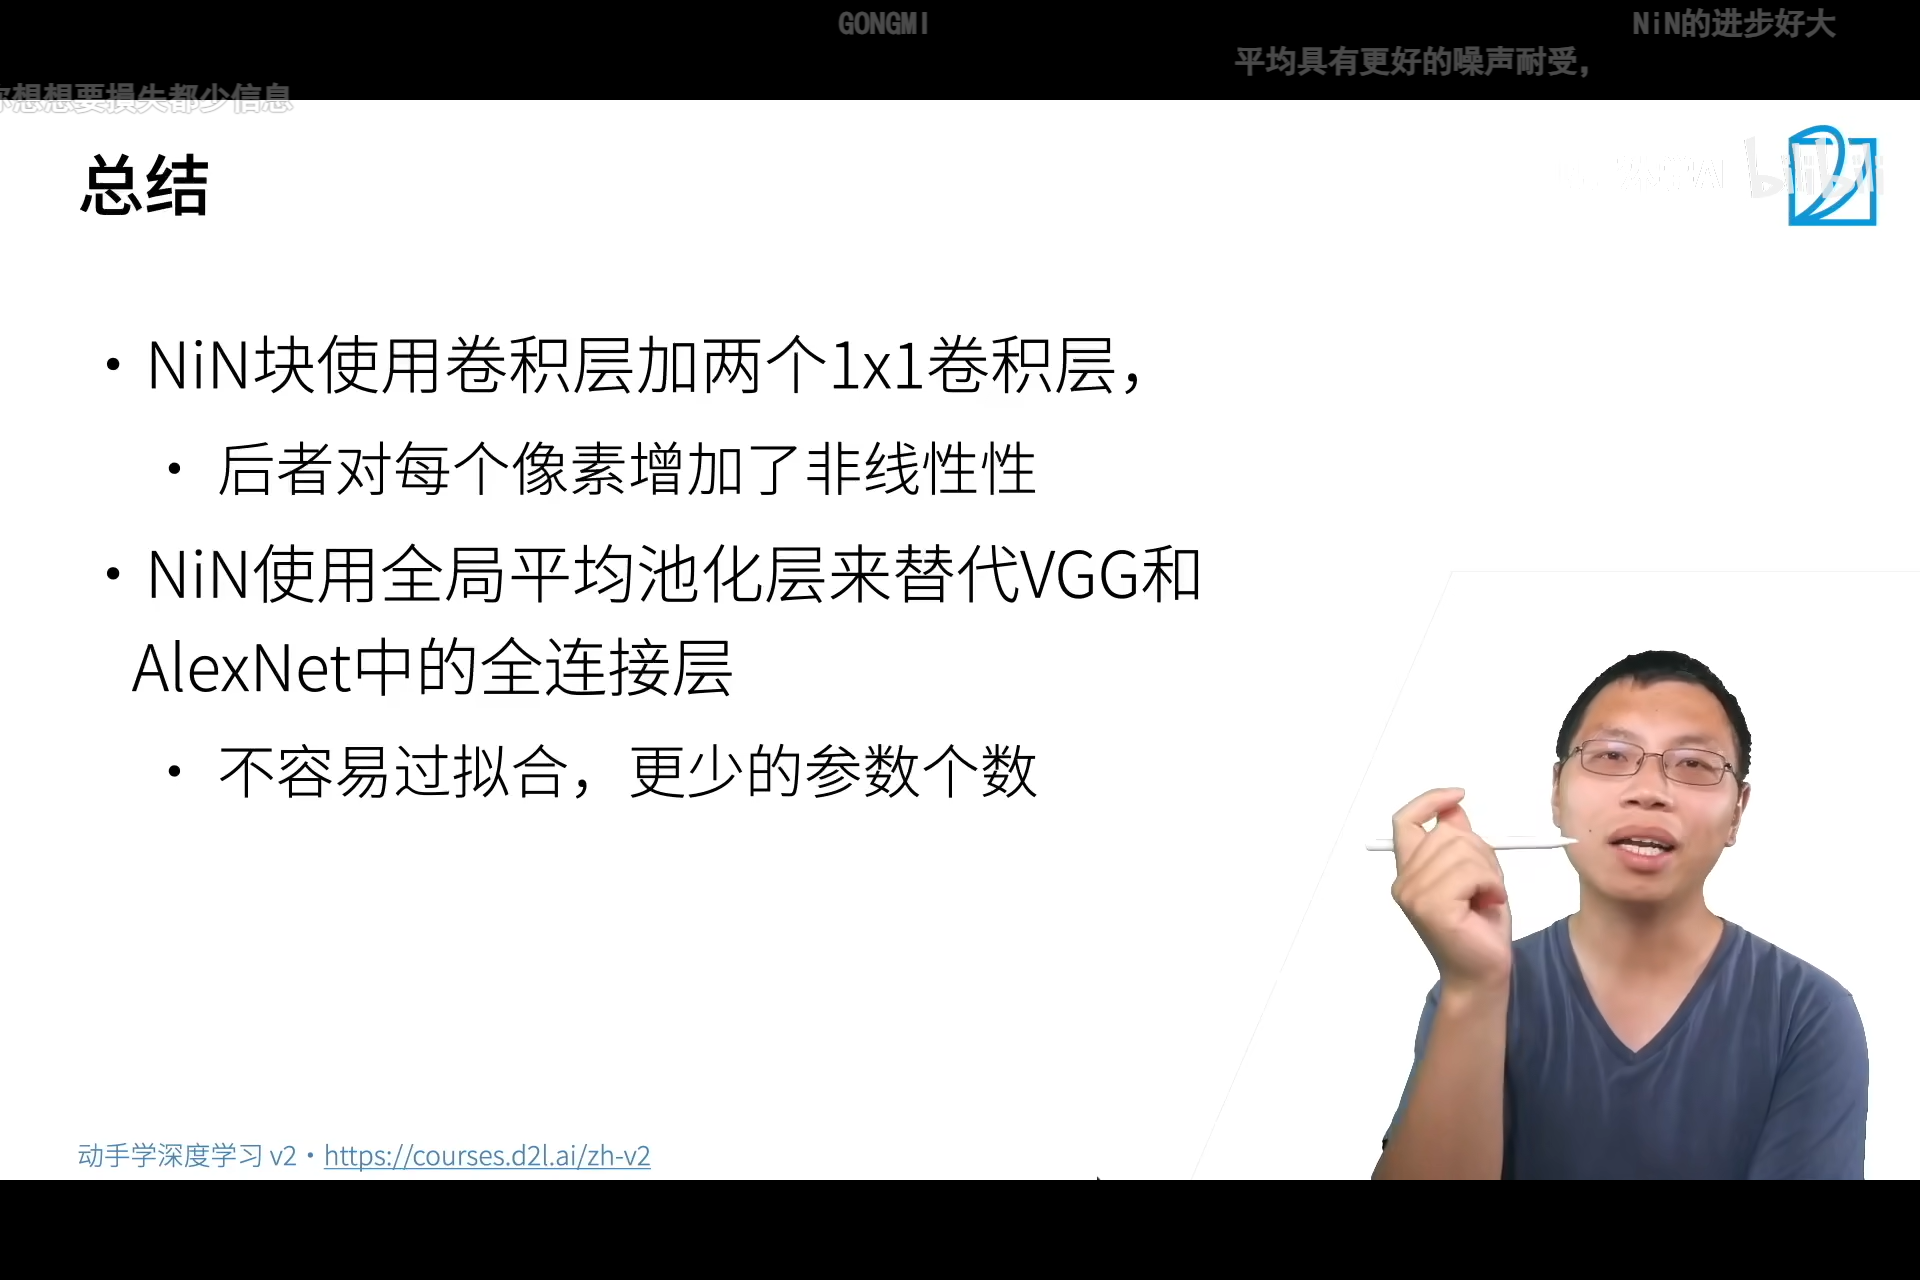 GONGMI
NiN的进步好大
平均具有更好的噪声耐受，
想想要損失都少信息
总结
bilibili
• NiN块使用卷积层加两个1x1卷积层，
• 后者对每个像素增加了非线性性
• NiN使用全局平均池化层来替代VGG和
AlexNet中的全连接层
• 不容易过拟合，更少的参数个数
动手学深度学习 v2 • https://courses.d2l.ai/zh-v2